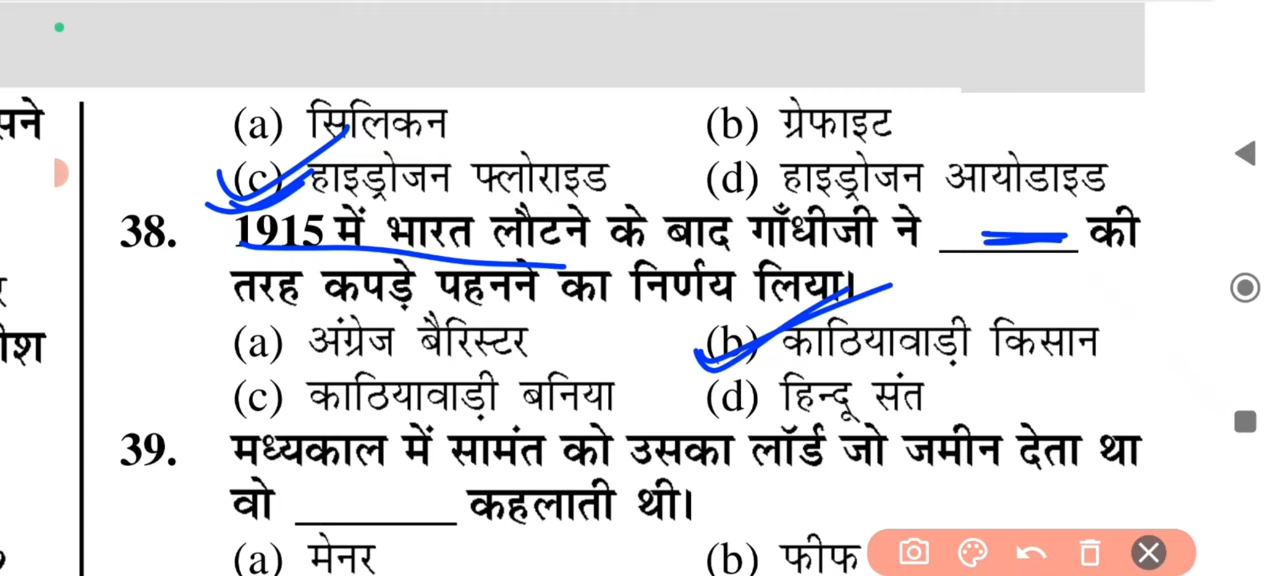 सने
(a) सिलिकन (b) ग्रेफाइट
(c) हाइड्रोजन फ्लोराइड (d) हाइड्रोजन आयोडाइड
38. 1915 में भारत लौटने के बाद गाँधीजी ने ______ की
तरह कपड़े पहनने का निर्णय लिया।
(a) अंग्रेज बैरिस्टर (b) काठियावाड़ी किसान
(c) काठियावाड़ी बनिया (d) हिन्दू संत
39. मध्यकाल में सामंत को उसका लॉर्ड जो जमीन देता था
वो ______ कहलाती थी।
(a) मेनर (b) फीफ